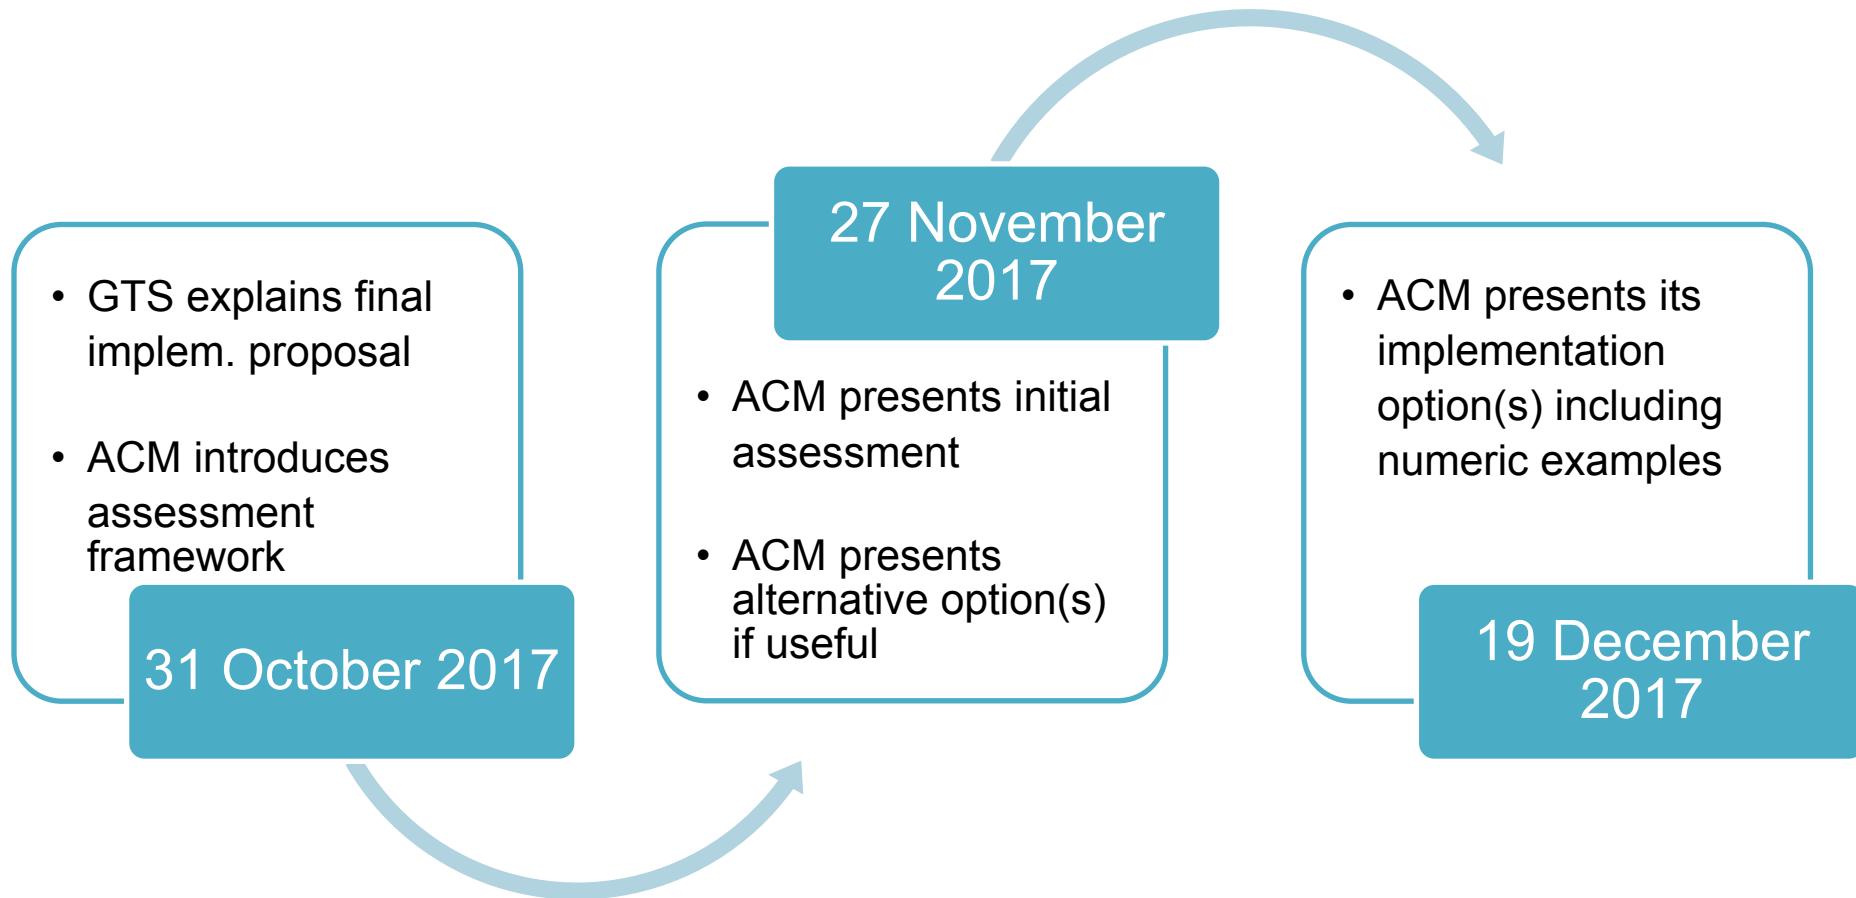 • GTS explains final
implem. proposal
• ACM introduces
assessment
framework
31 October 2017
27 November
2017
• ACM presents initial
assessment
• ACM presents
alternative option(s)
if useful
• ACM presents its
implementation
option(s) including
numeric examples
19 December
2017